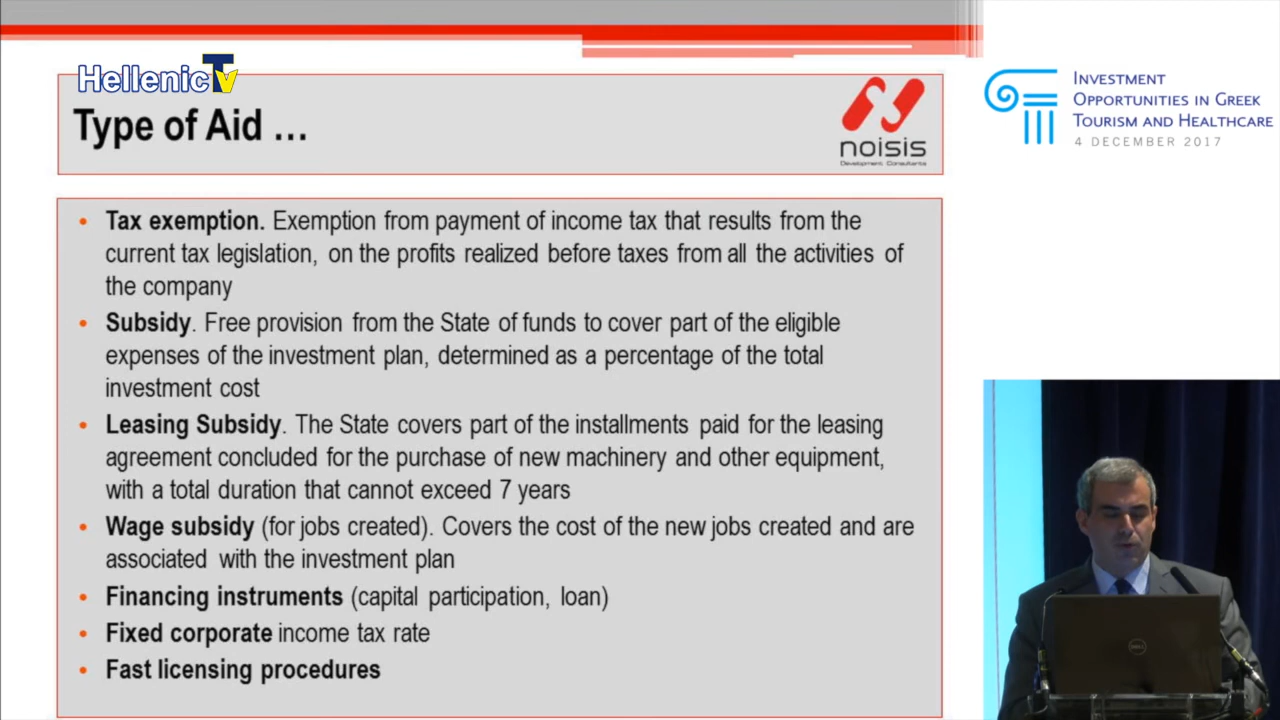 HellenicTv
Type of Aid ...
noisis
Development Consultants
INVESTMENT
OPPORTUNITIES IN GREEK
TOURISM AND HEALTHCARE
4 DECEMBER 2017
• Tax exemption. Exemption from payment of income tax that results from the
current tax legislation, on the profits realized before taxes from all the activities of
the company
• Subsidy. Free provision from the State of funds to cover part of the eligible
expenses of the investment plan, determined as a percentage of the total
investment cost
• Leasing Subsidy. The State covers part of the installments paid for the leasing
agreement concluded for the purchase of new machinery and other equipment,
with a total duration that cannot exceed 7 years
• Wage subsidy (for jobs created). Covers the cost of the new jobs created and are
associated with the investment plan
• Financing instruments (capital participation, loan)
• Fixed corporate income tax rate
• Fast licensing procedures
DELL